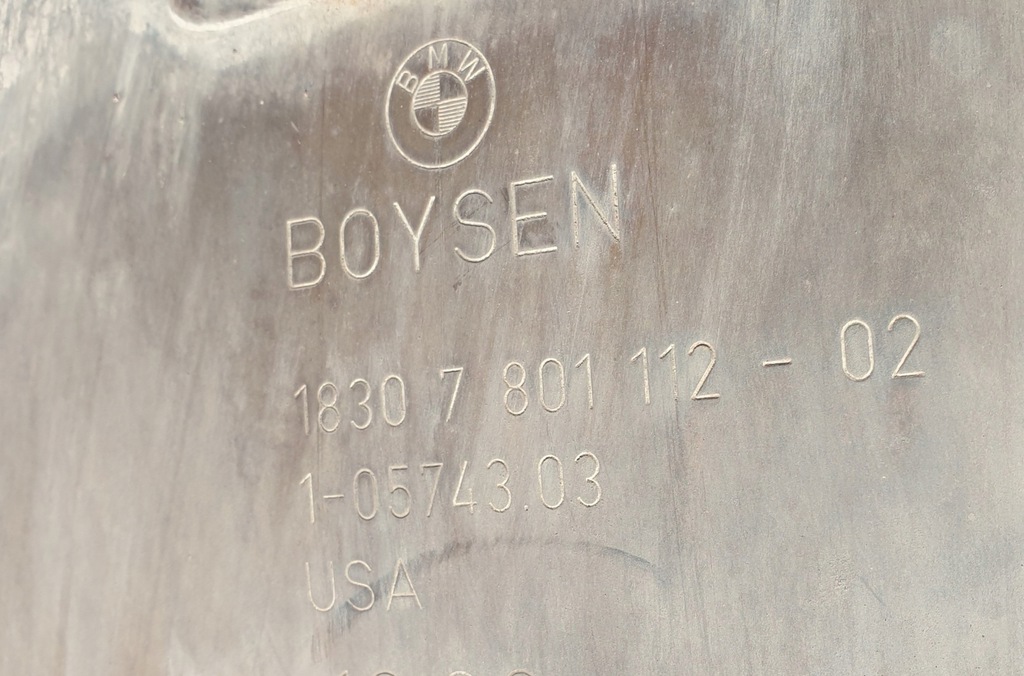 BMW
BOYSEN
1830 7 801 112 - 02
1-05743.03
USA